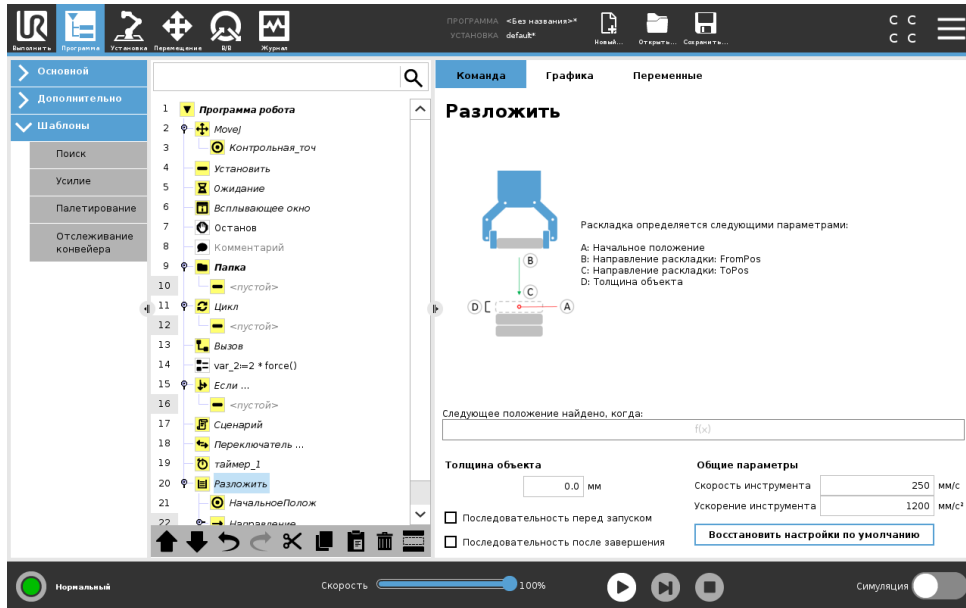 UR
Выполнить
Программа
Установка
Перемещение
В/В
Журнал
ПРОГРАММА <Без названия>*
УСТАНОВКА default*
Новый...
Открыть...
Сохранить...
C C
C C
Основной
Дополнительно
Шаблоны
Поиск
Усилие
Палетирование
Отслеживание
конвейера
1 Программа робота
2 MoveJ
3 Контрольная_точ
4 Установить
5 Ожидание
6 Всплывающее окно
7 Останов
8 Комментарий
9 Папка
10 <пустой>
11 Цикл
12 <пустой>
13 Вызов
14 var_2:=2 * force()
15 Если ...
16 <пустой>
17 Сценарий
18 Переключатель ...
19 таймер_1
20 Разложить
21 НачальноеПолож
22 Направление
Команда
Графика
Переменные
Разложить
B
C
D
A
Раскладка определяется следующими параметрами:
A: Начальное положение
B: Направление раскладки: FromPos
C: Направление раскладки: ToPos
D: Толщина объекта
Следующее положение найдено, когда:
f(x)
Толщина объекта
0.0 мм
Последовательность перед запуском
Последовательность после завершения
Общие параметры
Скорость инструмента 250 мм/с
Ускорение инструмента 1200 мм/с²
Восстановить настройки по умолчанию
Нормальный
Скорость 100%
Симуляция